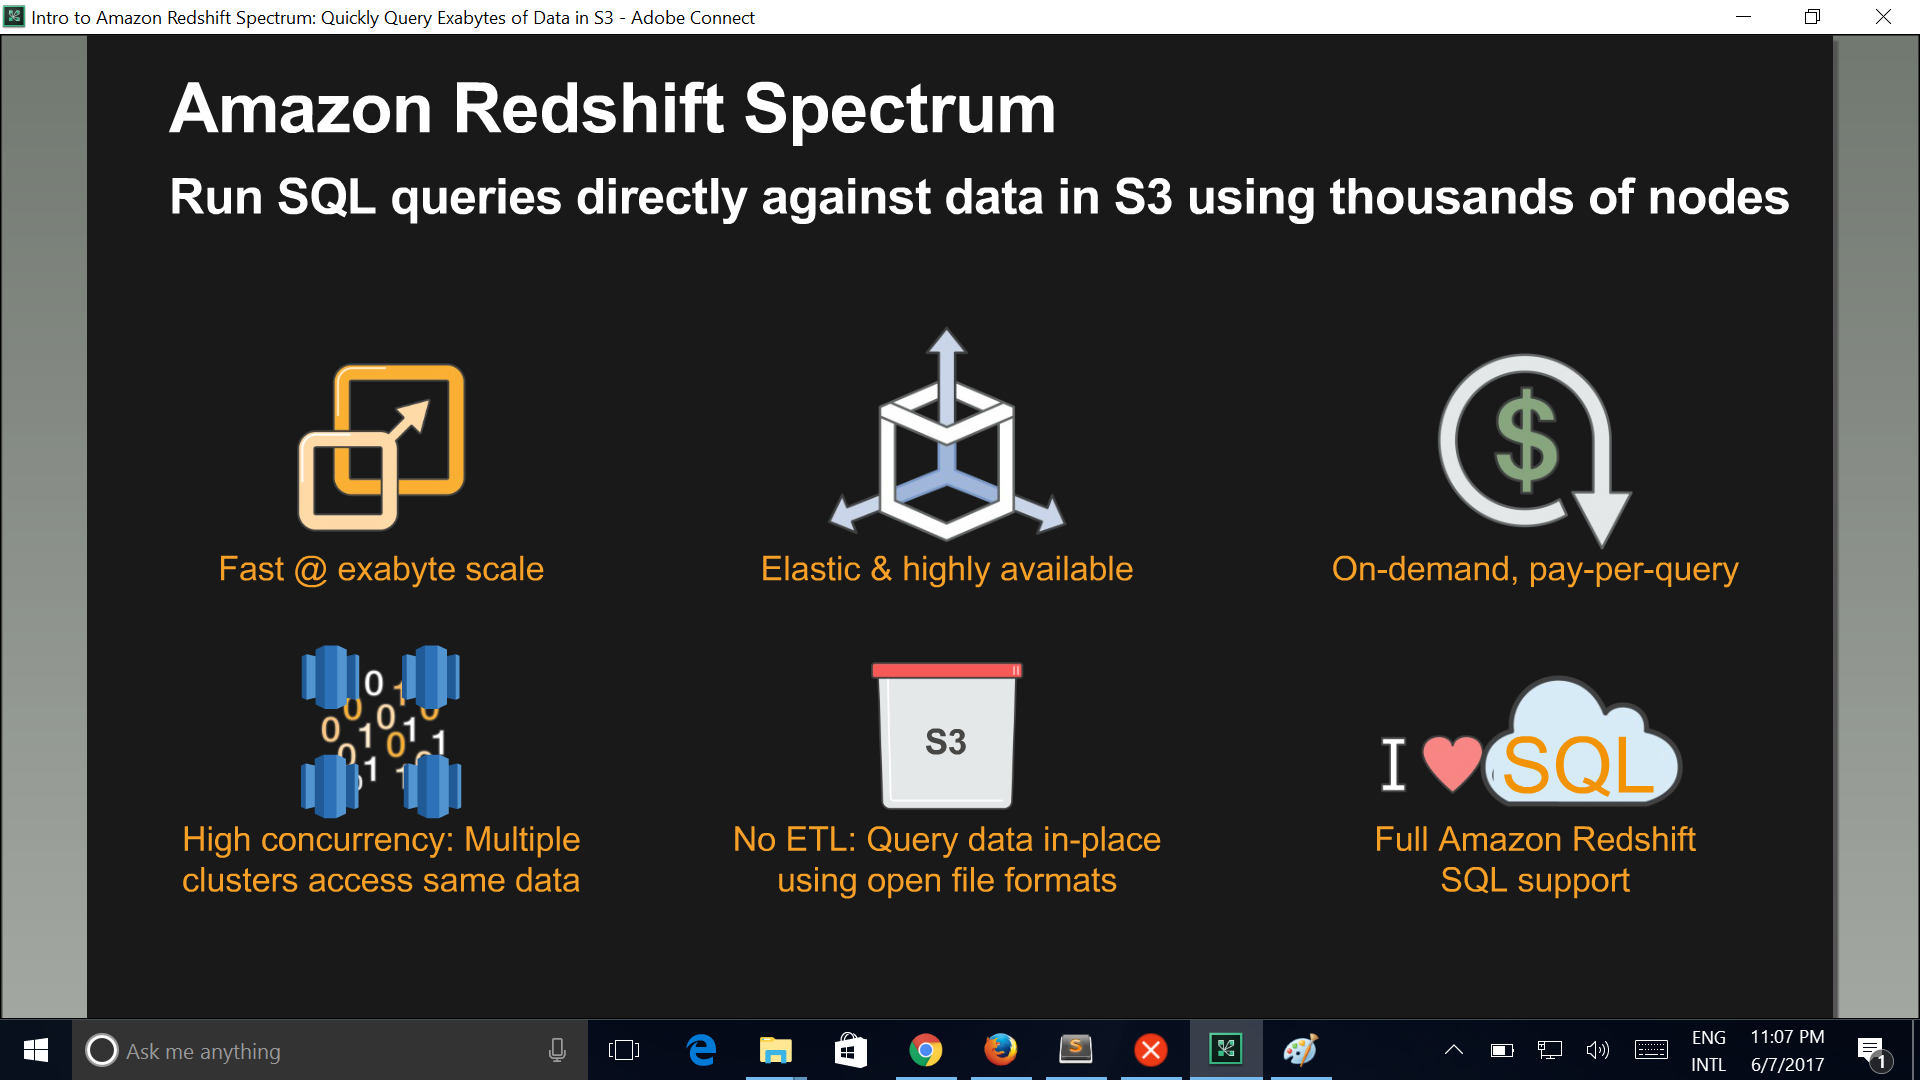 Intro to Amazon Redshift Spectrum: Quickly Query Exabytes of Data in S3 - Adobe Connect
Amazon Redshift Spectrum
Run SQL queries directly against data in S3 using thousands of nodes
$
Fast @ exabyte scale
Elastic & highly available
On-demand, pay-per-query
S3
I
SQL
High concurrency: Multiple
clusters access same data
No ETL: Query data in-place
using open file formats
Full Amazon Redshift
SQL support
Ask me anything
ENG
INTL
11:07 PM
6/7/2017
1